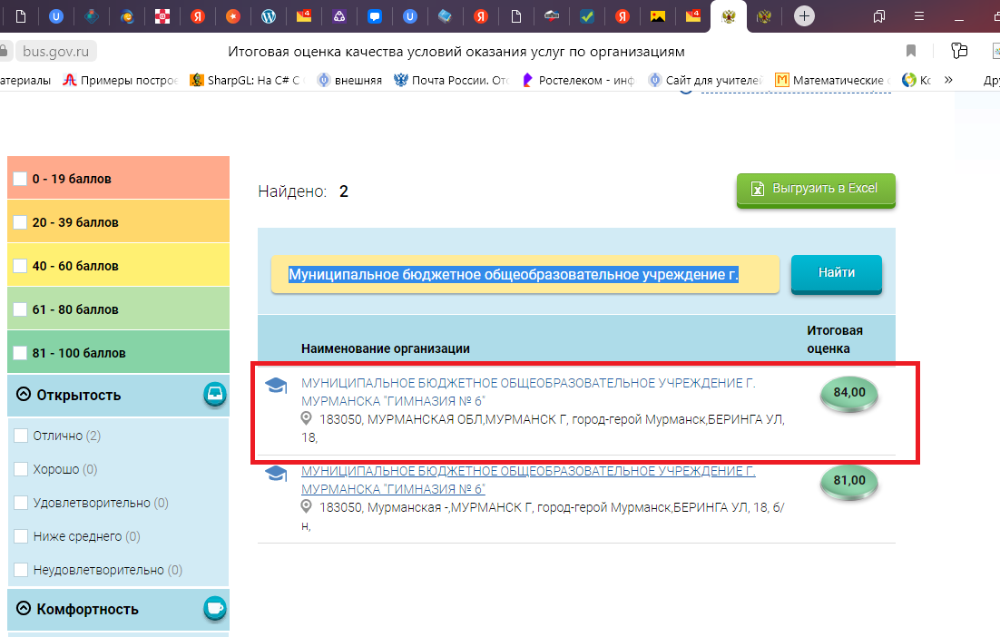 bus.gov.ru
Итоговая оценка качества условий оказания услуг по организациям
атериалы
Примеры построе
SharpGL: На C# С
внешняя
Почта России. Отс
Ростелеком - инф
Сайт для учителей
Математические
»
Дру
0 - 19 баллов
20 - 39 баллов
40 - 60 баллов
61 - 80 баллов
81 - 100 баллов
Открытость
Отлично (2)
Хорошо (0)
Удовлетворительно (0)
Ниже среднего (0)
Неудовлетворительно (0)
Комфортность
Найдено: 2
Выгрузить в Excel
Муниципальное бюджетное общеобразовательное учреждение г.
Найти
Наименование организации
Итоговая
оценка
МУНИЦИПАЛЬНОЕ БЮДЖЕТНОЕ ОБЩЕОБРАЗОВАТЕЛЬНОЕ УЧРЕЖДЕНИЕ Г.
МУРМАНСКА "ГИМНАЗИЯ № 6"
183050, МУРМАНСКАЯ ОБЛ,МУРМАНСК Г, город-герой Мурманск,БЕРИНГА УЛ,
18,
84,00
МУНИЦИПАЛЬНОЕ БЮДЖЕТНОЕ ОБЩЕОБРАЗОВАТЕЛЬНОЕ УЧРЕЖДЕНИЕ Г.
МУРМАНСКА "ГИМНАЗИЯ № 6"
183050, Мурманская -,МУРМАНСК Г, город-герой Мурманск,БЕРИНГА УЛ, 18, б/
н,
81,00